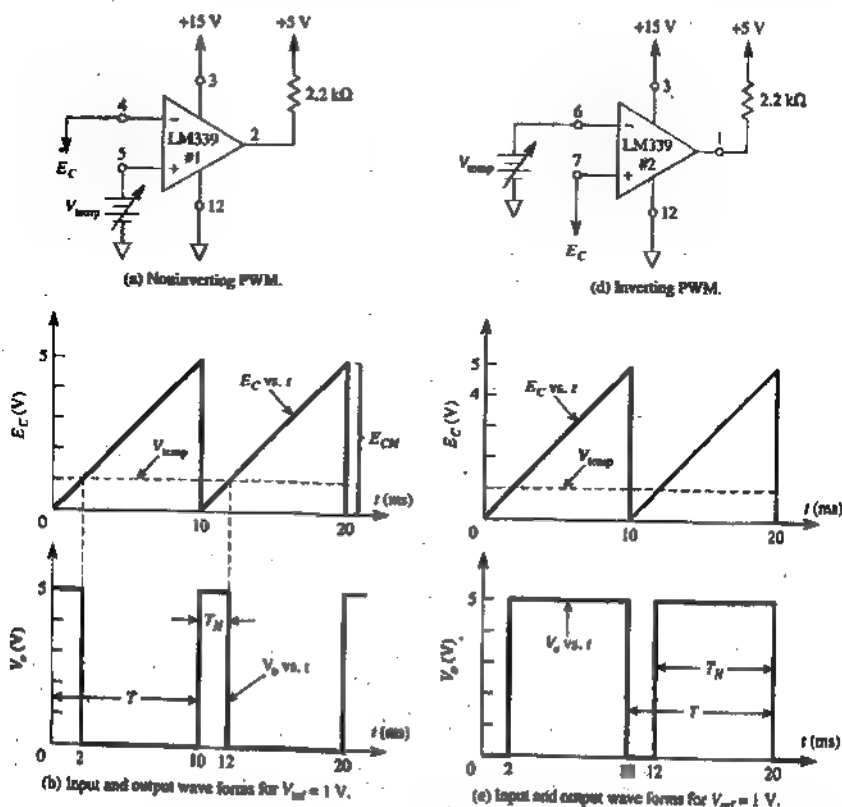 +15 V
+5 V
3
2.2 kΩ
4
−
LM339
#1
2
5
+
E_C
V_temp
12
(a) Noninverting PWM.
+15 V
+5 V
3
2.2 kΩ
6
−
LM339
#2
1
7
+
V_temp
12
E_C
(d) Inverting PWM.
E_C (V)
5
E_C vs. t
V_temp
E_CM
t (ms)
0
10
20
V_o (V)
5
T_H
V_o vs. t
T
t (ms)
0
2
10
12
20
(b) Input and output wave forms for V_ref = 1 V.
E_C (V)
5
4
E_C vs. t
V_temp
t (ms)
0
10
20
V_o (V)
5
V_o vs. t
T_H
T
t (ms)
0
2
12
20
(e) Input and output wave forms for V_ref = 1 V.